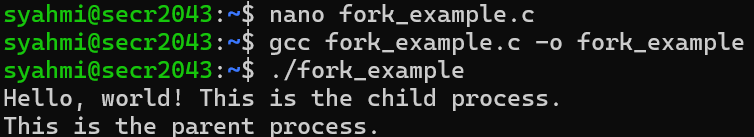 syahmi@secr2043:~$ nano fork_example.c
syahmi@secr2043:~$ gcc fork_example.c -o fork_example
syahmi@secr2043:~$ ./fork_example
Hello, world! This is the child process.
This is the parent process.